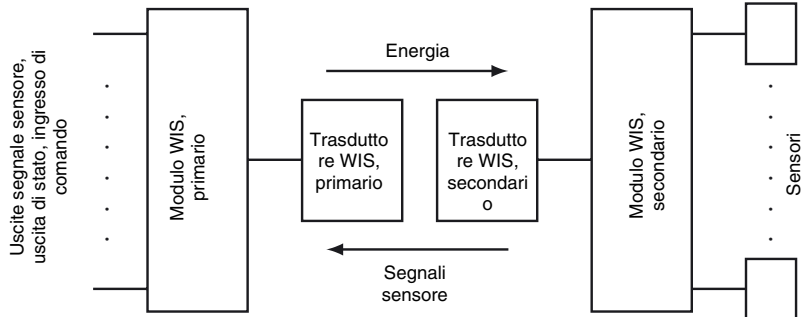 Uscite segnale sensore,
uscita di stato, ingresso di
comando
Modulo WIS,
primario
Energia
Trasdutto
re WIS,
primario
Trasdutto
re WIS,
secondari
o
Segnali
sensore
Modulo WIS,
secondario
Sensori